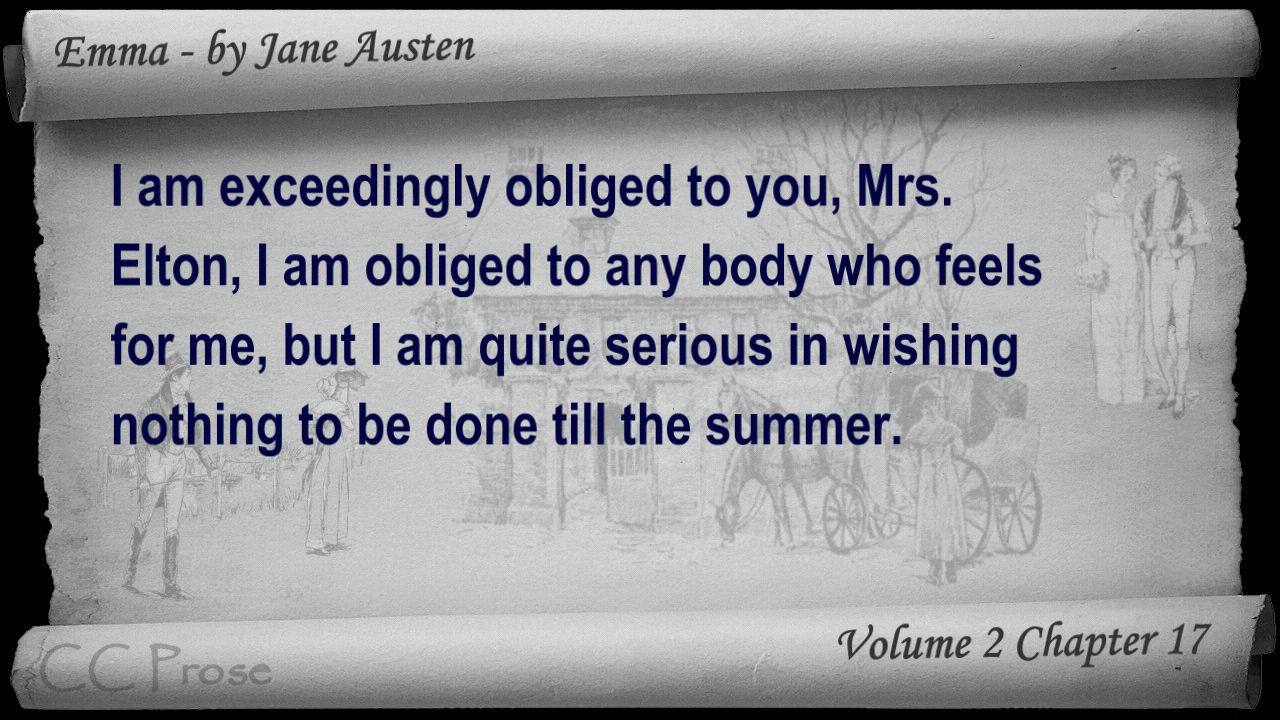 Emma - by Jane Austen
I am exceedingly obliged to you, Mrs.
Elton, I am obliged to any body who feels
for me, but I am quite serious in wishing
nothing to be done till the summer.
Volume 2 Chapter 17
CC Prose